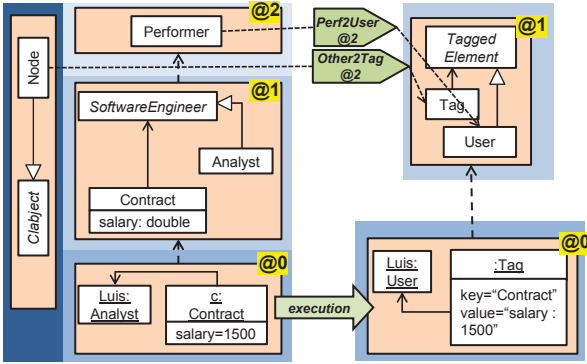 @2
Performer
Node
Clabject
@1
SoftwareEngineer
Analyst
Contract
salary: double
@0
Luis:
Analyst
c:
Contract
salary=1500
Perf2User
@2
Other2Tag
@2
execution
@1
Tagged
Element
Tag
User
@0
Luis:
User
:Tag
key=“Contract”
value=“salary :
1500”